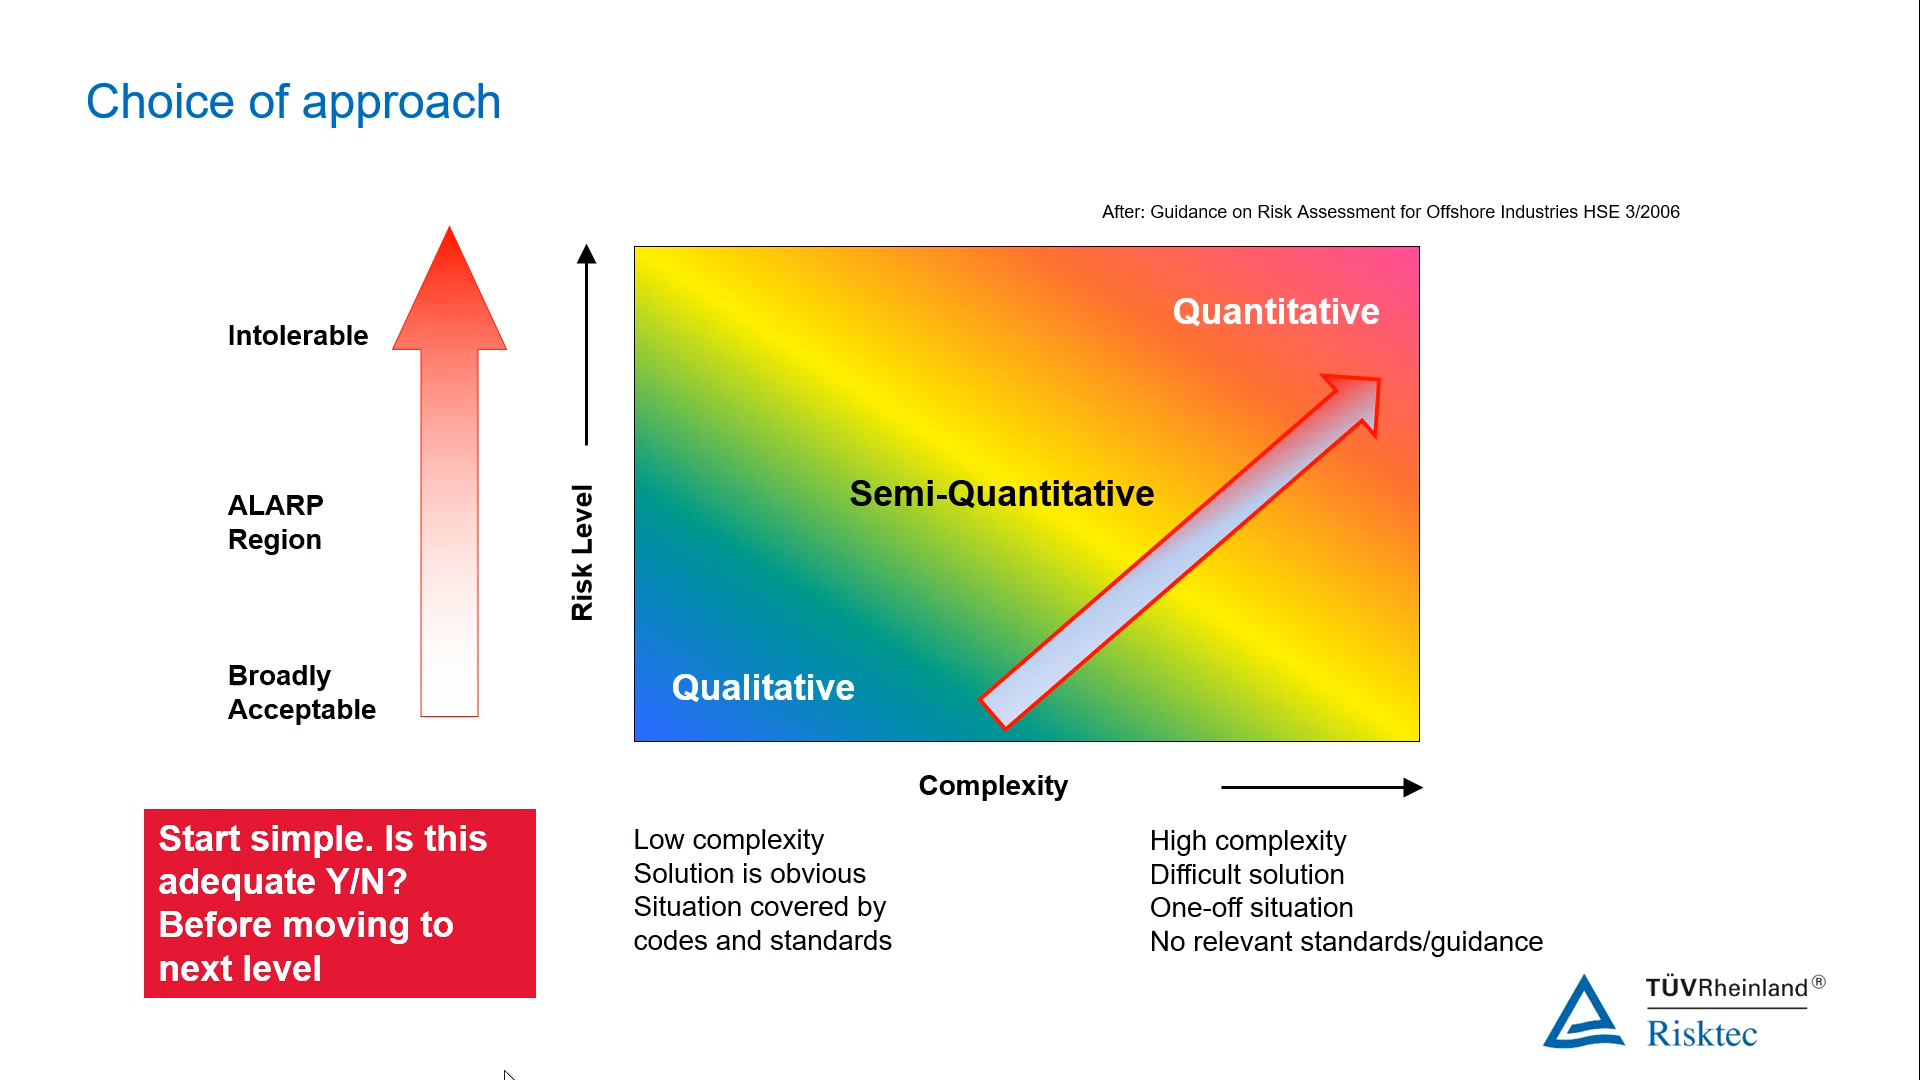 Choice of approach
After: Guidance on Risk Assessment for Offshore Industries HSE 3/2006
Intolerable
ALARP
Region
Broadly
Acceptable
Risk Level
Quantitative
Semi-Quantitative
Qualitative
Complexity
Start simple. Is this
adequate Y/N?
Before moving to
next level
Low complexity
Solution is obvious
Situation covered by
codes and standards
High complexity
Difficult solution
One-off situation
No relevant standards/guidance
TÜVRheinland®
Risktec